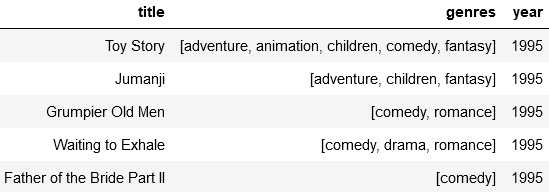 title genres year
Toy Story [adventure, animation, children, comedy, fantasy] 1995
Jumanji [adventure, children, fantasy] 1995
Grumpier Old Men [comedy, romance] 1995
Waiting to Exhale [comedy, drama, romance] 1995
Father of the Bride Part II [comedy] 1995